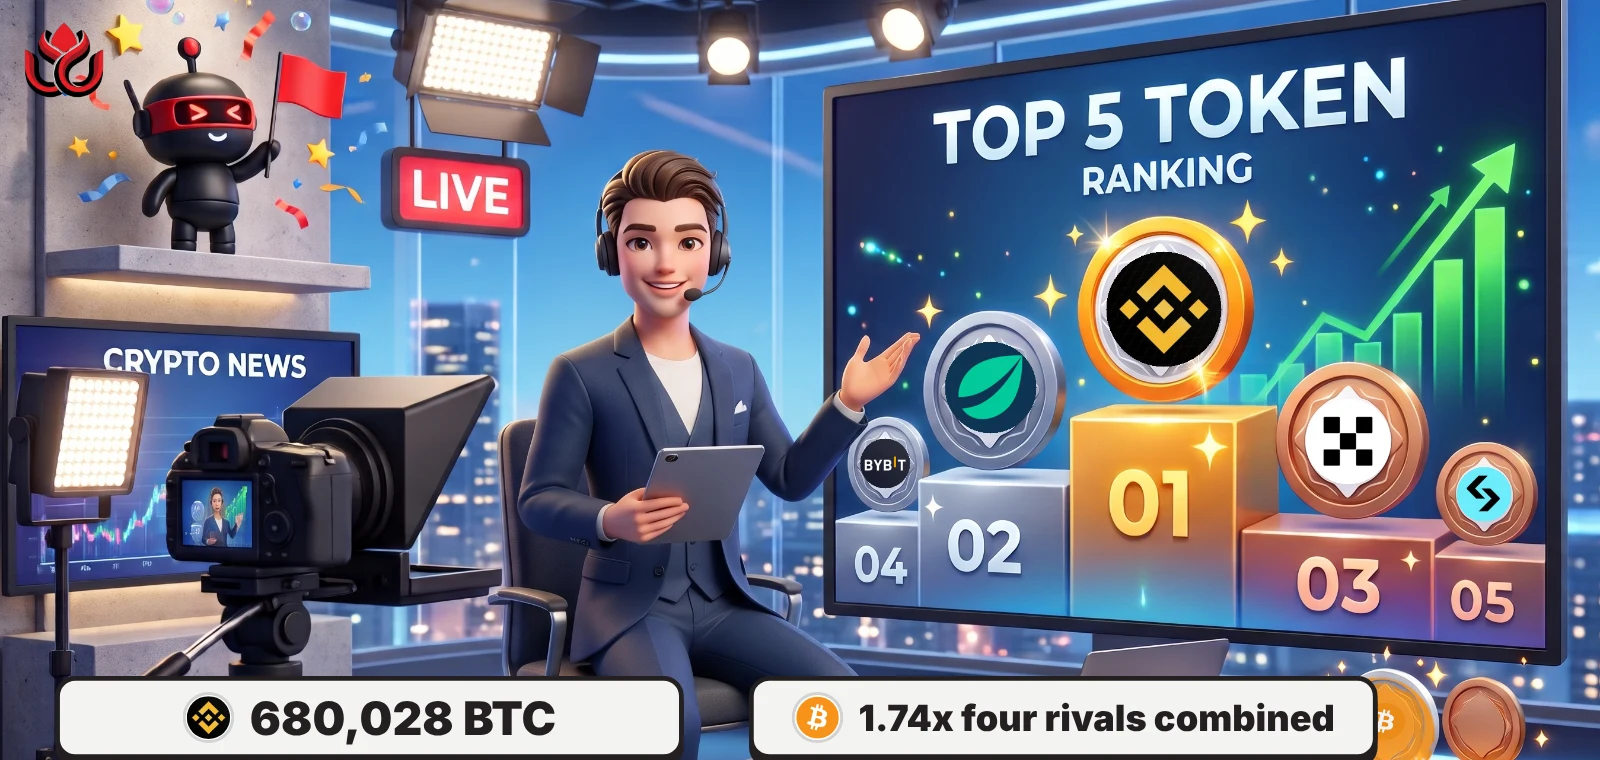 LIVE
CRYPTO NEWS
TOP 5 TOKEN
RANKING
BYBIT
04
02
01
03
05
680,028 BTC
1.74x four rivals combined